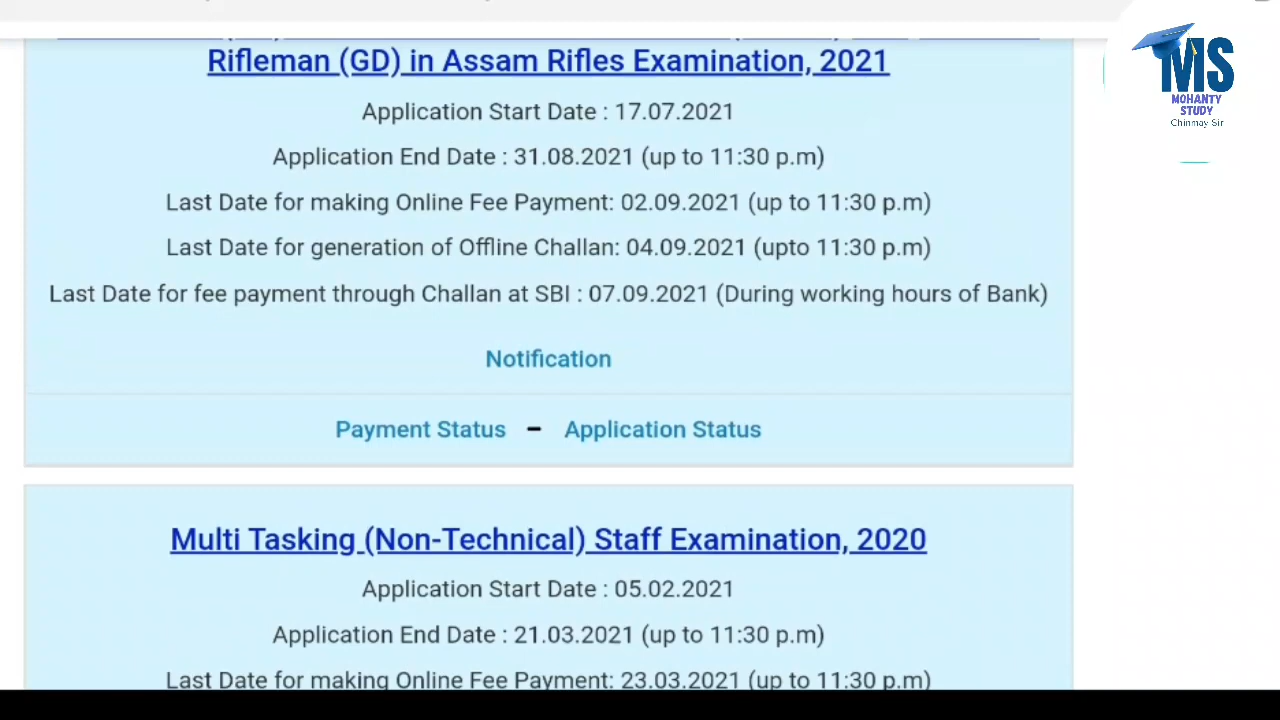 Rifleman (GD) in Assam Rifles Examination, 2021
Application Start Date : 17.07.2021
Application End Date : 31.08.2021 (up to 11:30 p.m)
Last Date for making Online Fee Payment: 02.09.2021 (up to 11:30 p.m)
Last Date for generation of Offline Challan: 04.09.2021 (upto 11:30 p.m)
Last Date for fee payment through Challan at SBI : 07.09.2021 (During working hours of Bank)
Notification
Payment Status - Application Status
Multi Tasking (Non-Technical) Staff Examination, 2020
Application Start Date : 05.02.2021
Application End Date : 21.03.2021 (up to 11:30 p.m)
Last Date for making Online Fee Payment: 23.03.2021 (up to 11:30 p.m)
MS
MOHANTY
STUDY
Chinmay Sir